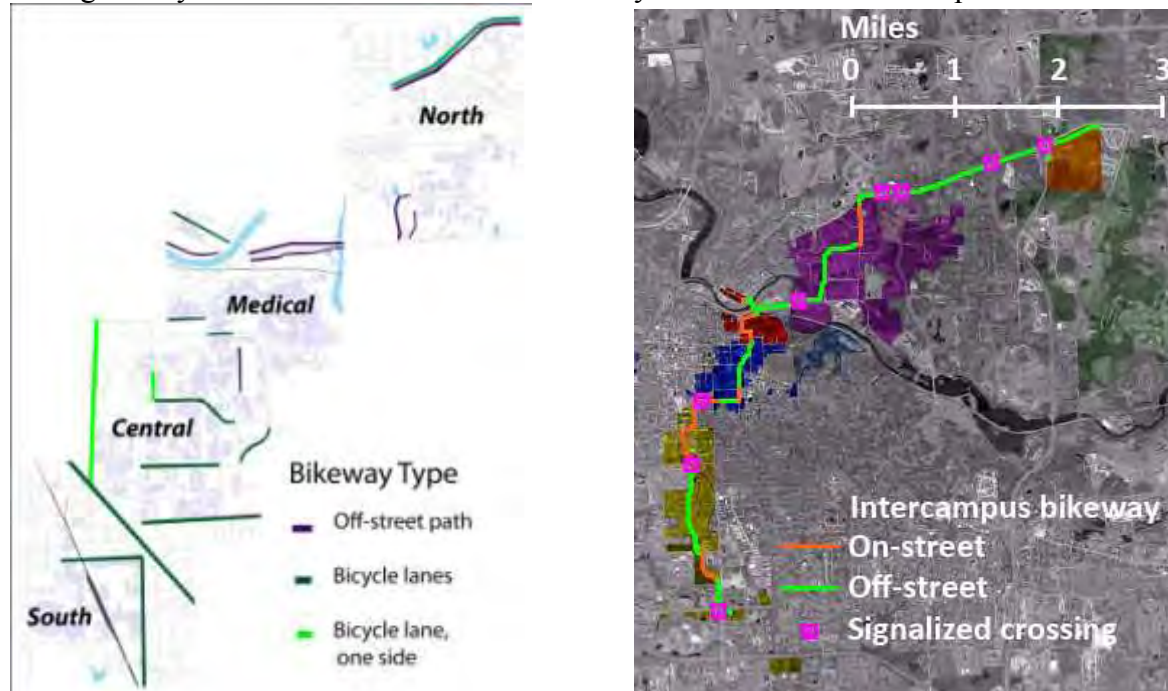 North
Medical
Central
South
Bikeway Type
Off-street path
Bicycle lanes
Bicycle lane,
one side
Miles
0 1 2 3
Intercampus bikeway
On-street
Off-street
Signalized crossing